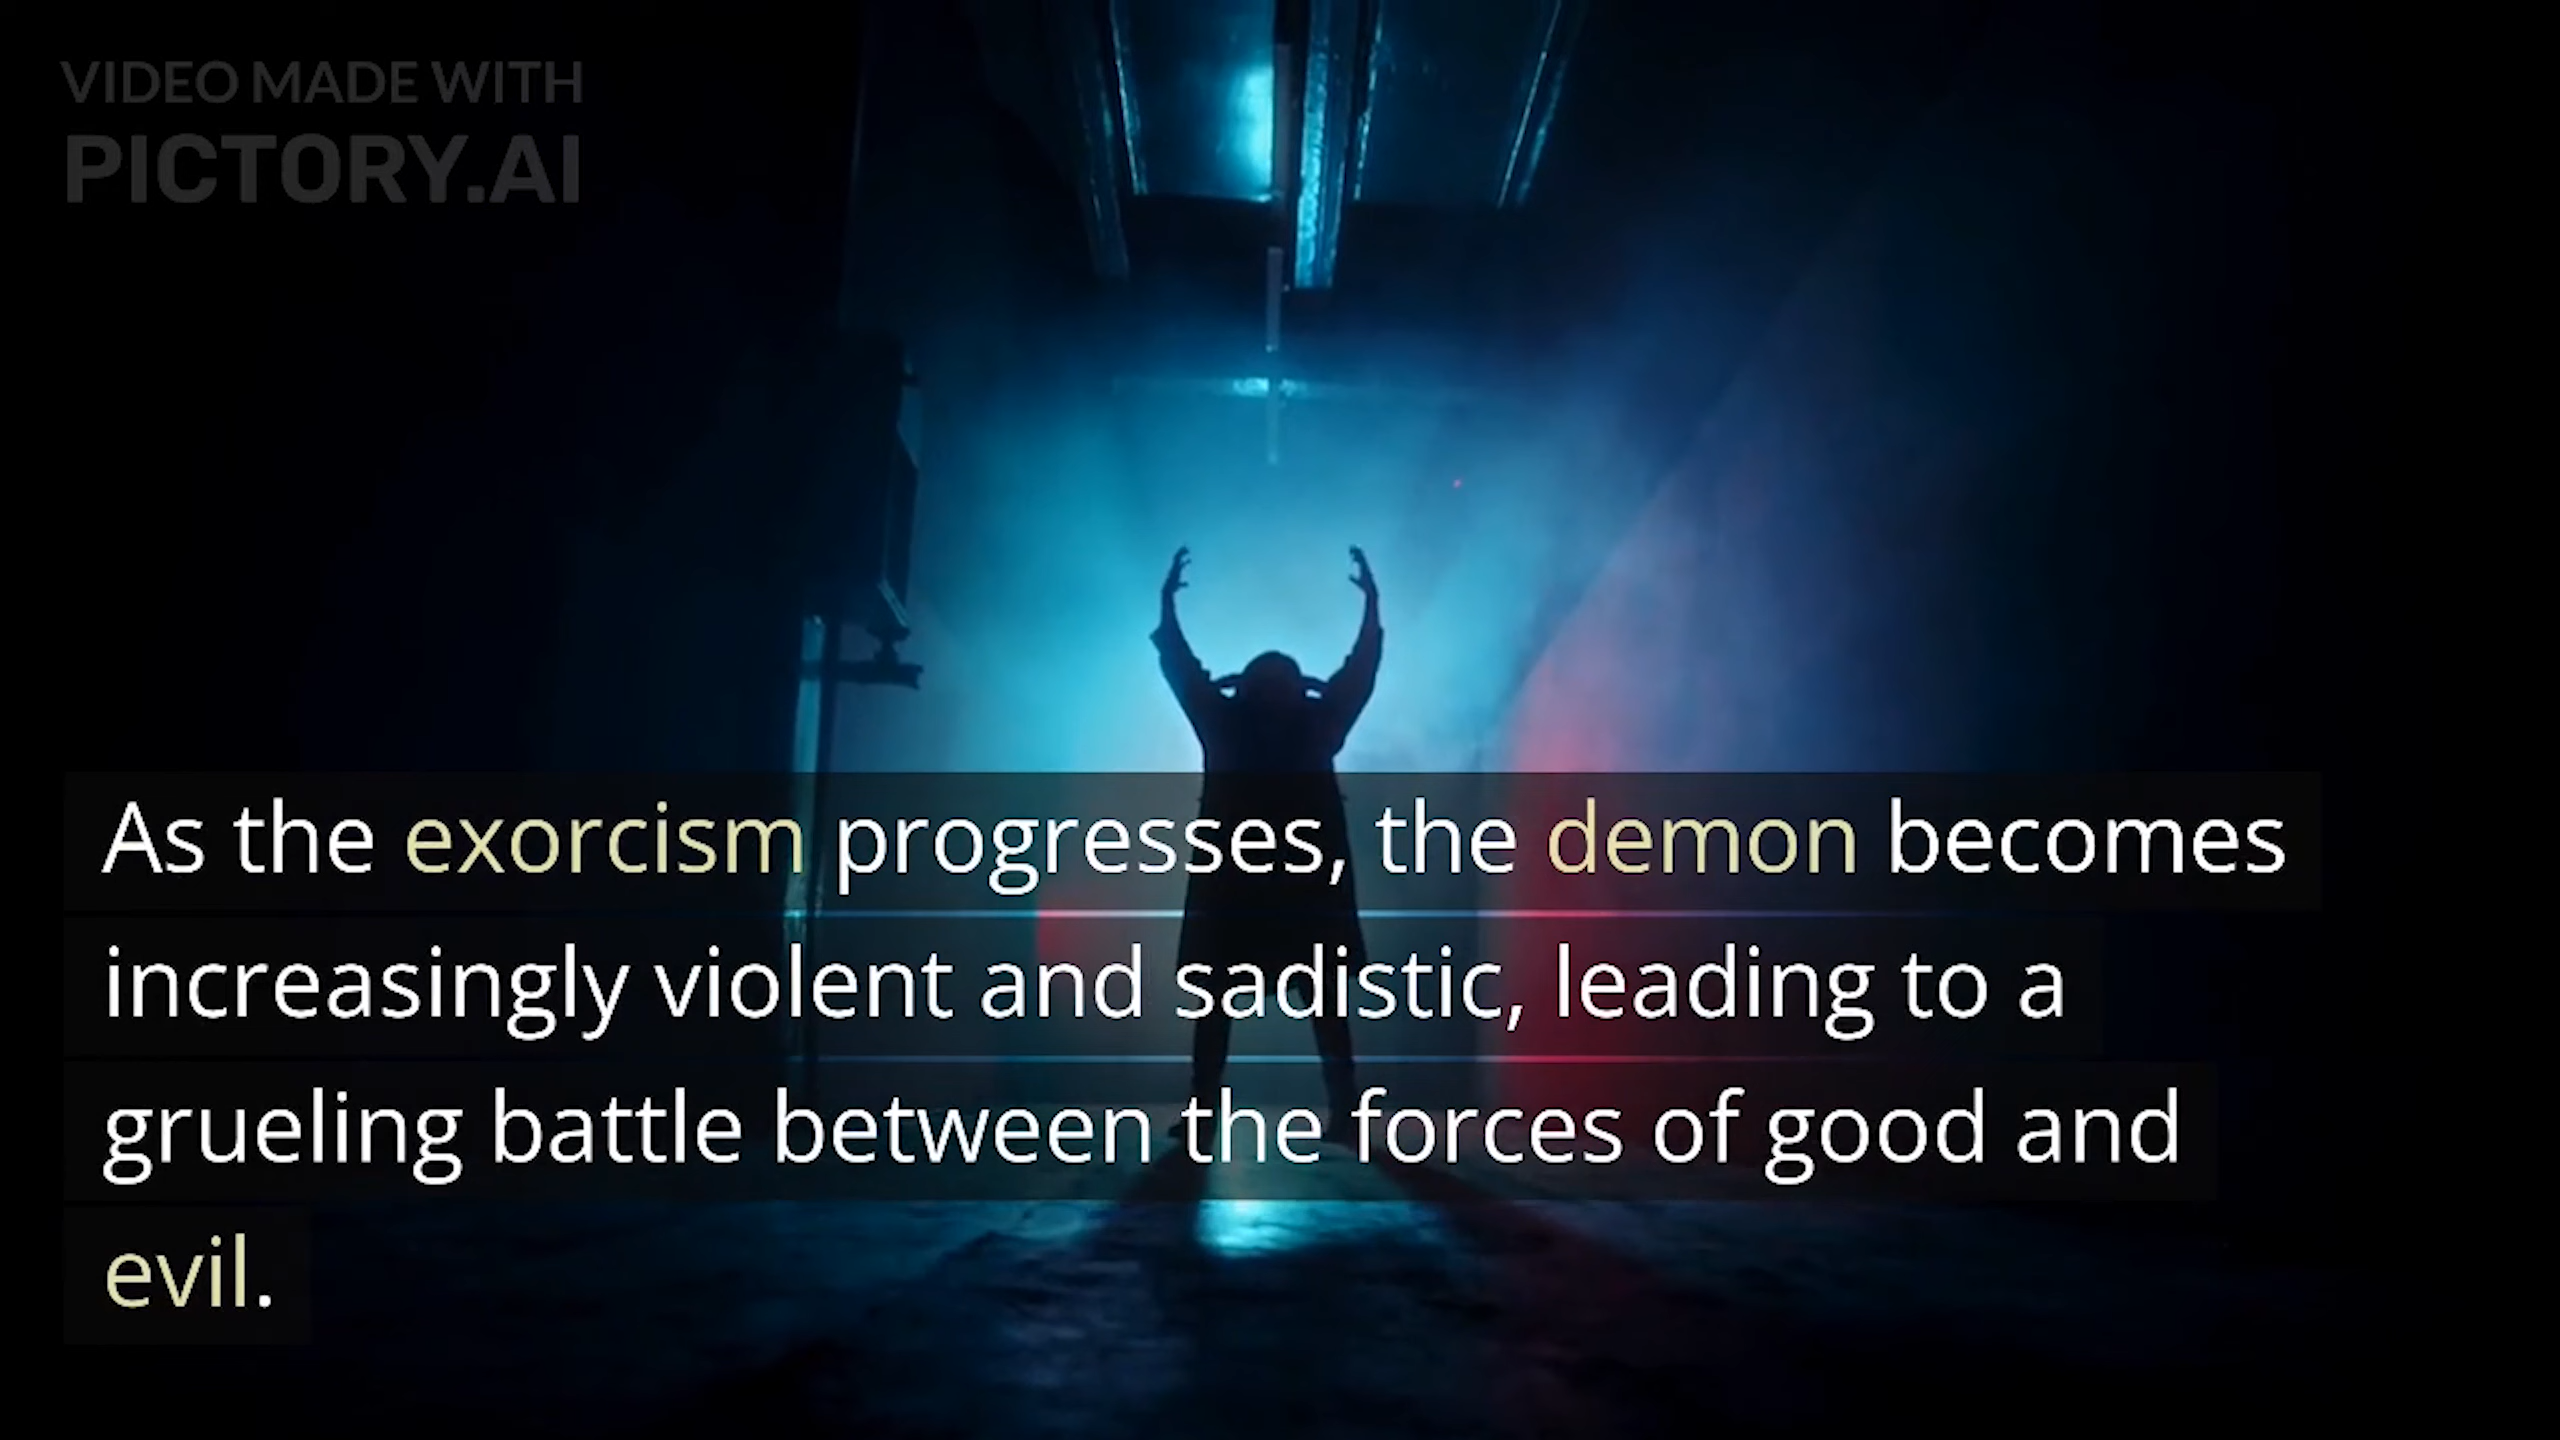 VIDEO MADE WITH
PICTORY.AI
As the exorcism progresses, the demon becomes
increasingly violent and sadistic, leading to a
grueling battle between the forces of good and
evil.